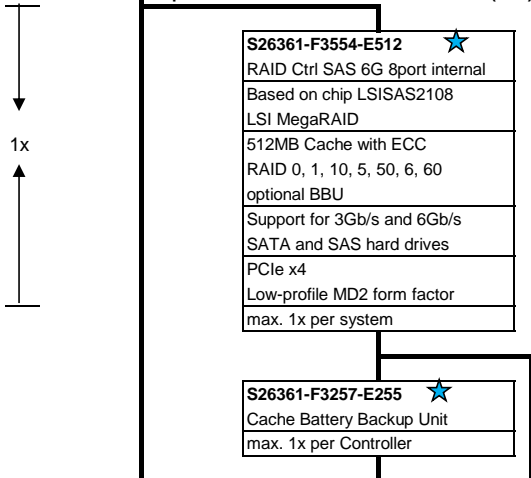 S26361-F3554-E512
RAID Ctrl SAS 6G 8port internal
Based on chip LSISAS2108
LSI MegaRAID
1x
512MB Cache with ECC
RAID 0, 1, 10, 5, 50, 6, 60
optional BBU
Support for 3Gb/s and 6Gb/s
SATA and SAS hard drives
PCIe x4
Low-profile MD2 form factor
max. 1x per system
S26361-F3257-E255
Cache Battery Backup Unit
max. 1x per Controller